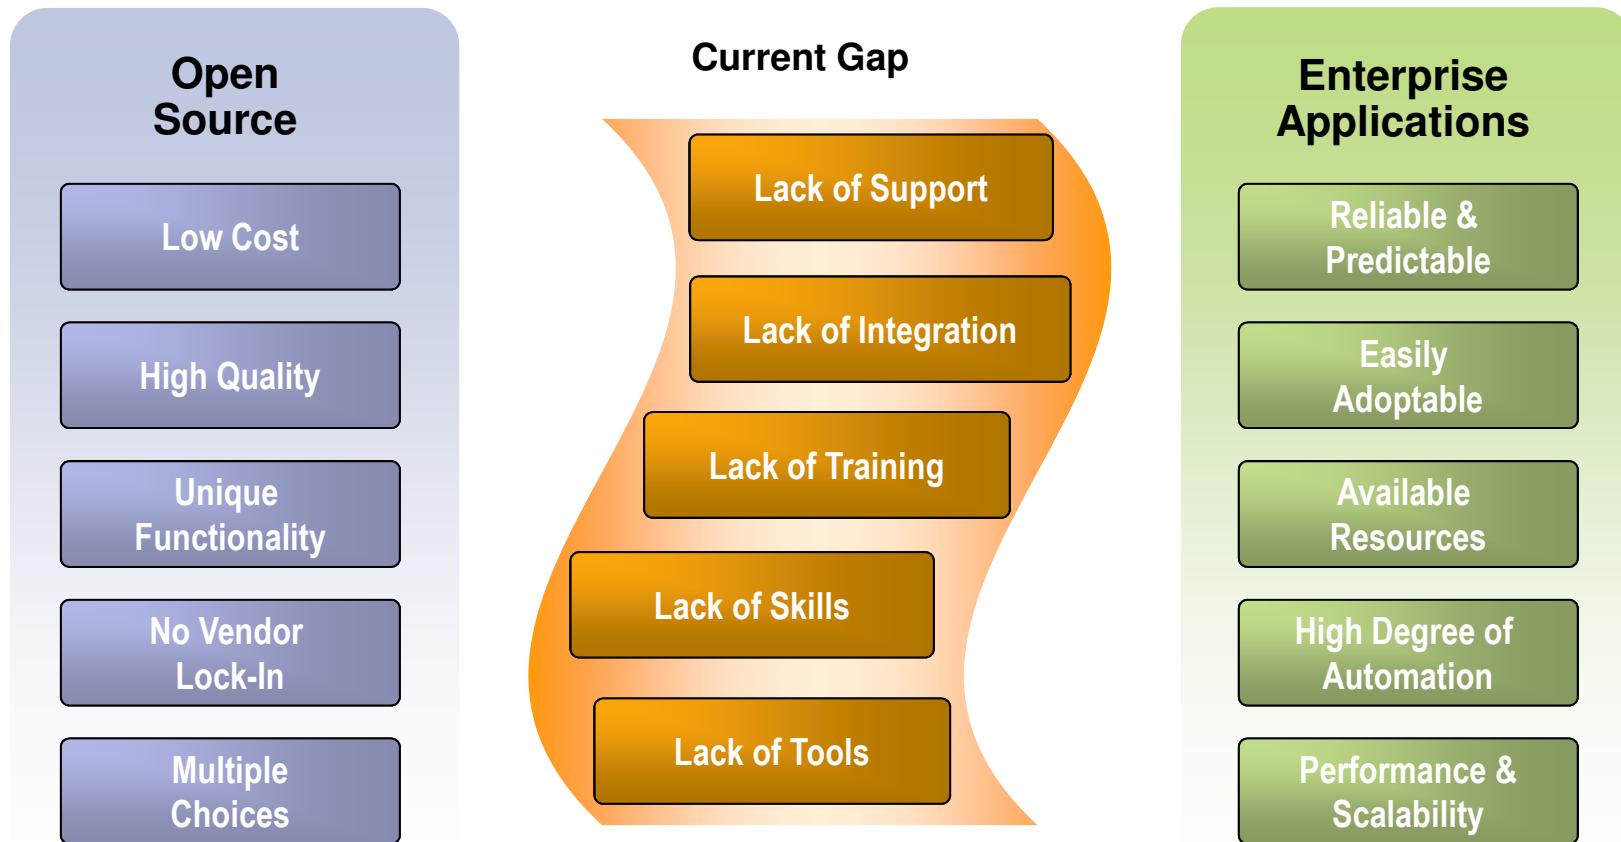 Open
Source
Low Cost
High Quality
Unique
Functionality
No Vendor
Lock-In
Multiple
Choices
Current Gap
Lack of Support
Lack of Integration
Lack of Training
Lack of Skills
Lack of Tools
Enterprise
Applications
Reliable &
Predictable
Easily
Adoptable
Available
Resources
High Degree of
Automation
Performance &
Scalability